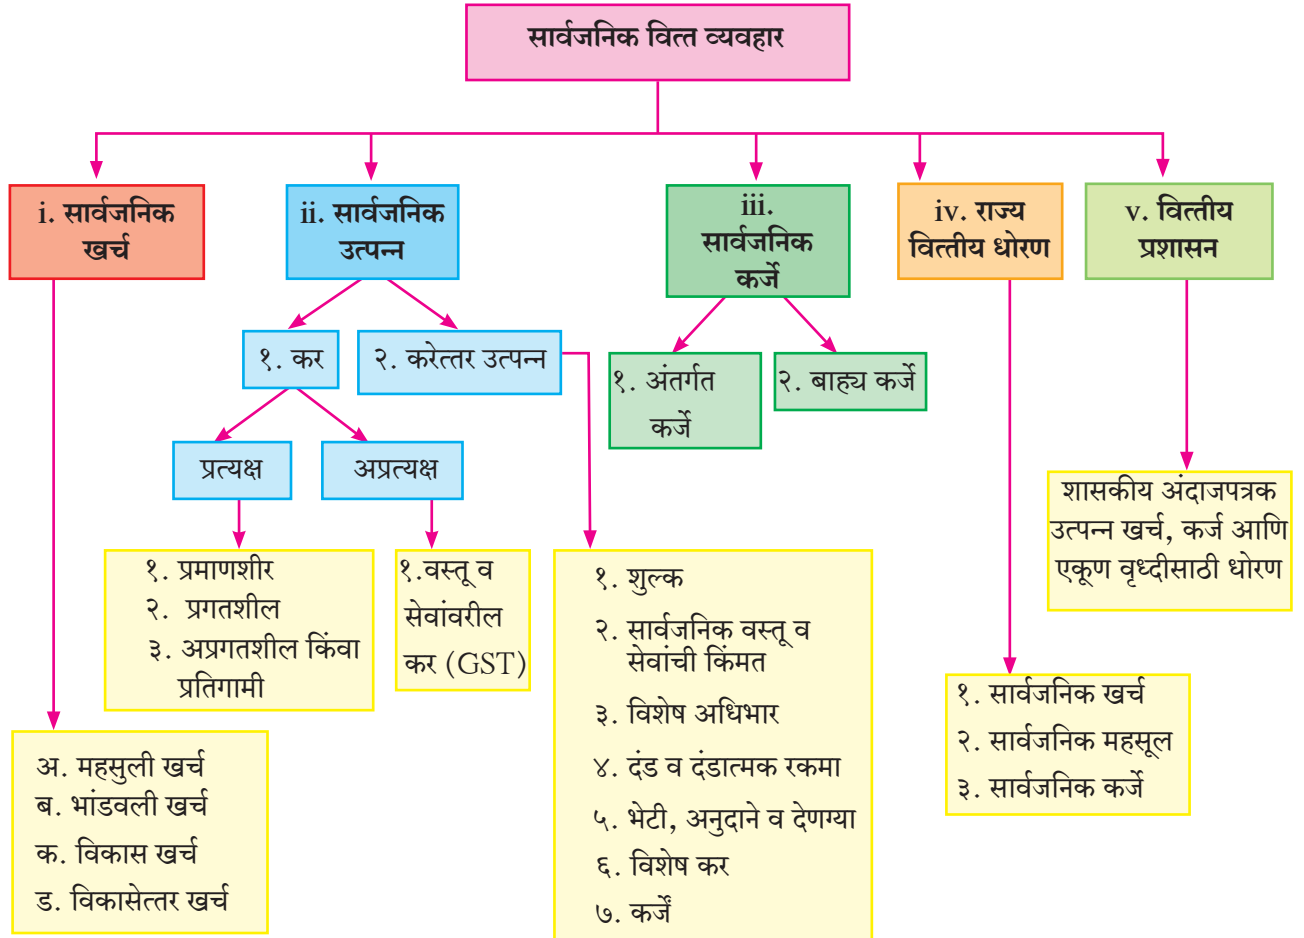 सार्वजनिक वित्त व्यवहार
i. सार्वजनिक
खर्च
ii. सार्वजनिक
उत्पन्न
iii.
सार्वजनिक
कर्जे
iv. राज्य
वित्तीय धोरण
v. वित्तीय
प्रशासन
१. कर
२. करेत्तर उत्पन्न
१. अंतर्गत
कर्जे
२. बाह्य कर्जे
प्रत्यक्ष
अप्रत्यक्ष
शासकीय अंदाजपत्रक
उत्पन्न खर्च, कर्ज आणि
एकूण वृध्दीसाठी धोरण
१. प्रमाणशीर
२. प्रगतशील
३. अप्रगतशील किंवा
प्रतिगामी
१.वस्तू व
सेवांवरील
कर (GST)
१. शुल्क
२. सार्वजनिक वस्तू व
सेवांची किंमत
३. विशेष अधिभार
४. दंड व दंडात्मक रकमा
५. भेटी, अनुदाने व देणग्या
६. विशेष कर
७. कर्जें
१. सार्वजनिक खर्च
२. सार्वजनिक महसूल
३. सार्वजनिक कर्जे
अ. महसुली खर्च
ब. भांडवली खर्च
क. विकास खर्च
ड. विकासेत्तर खर्च